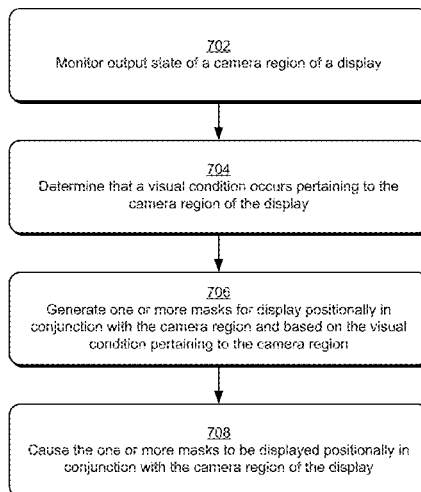 702
Monitor output state of a camera region of a display
704
Determine that a visual condition occurs pertaining to the
camera region of the display
706
Generate one or more masks for display positionally in
conjunction with the camera region and based on the visual
condition pertaining to the camera region
708
Cause the one or more masks to be displayed positionally in
conjunction with the camera region of the display